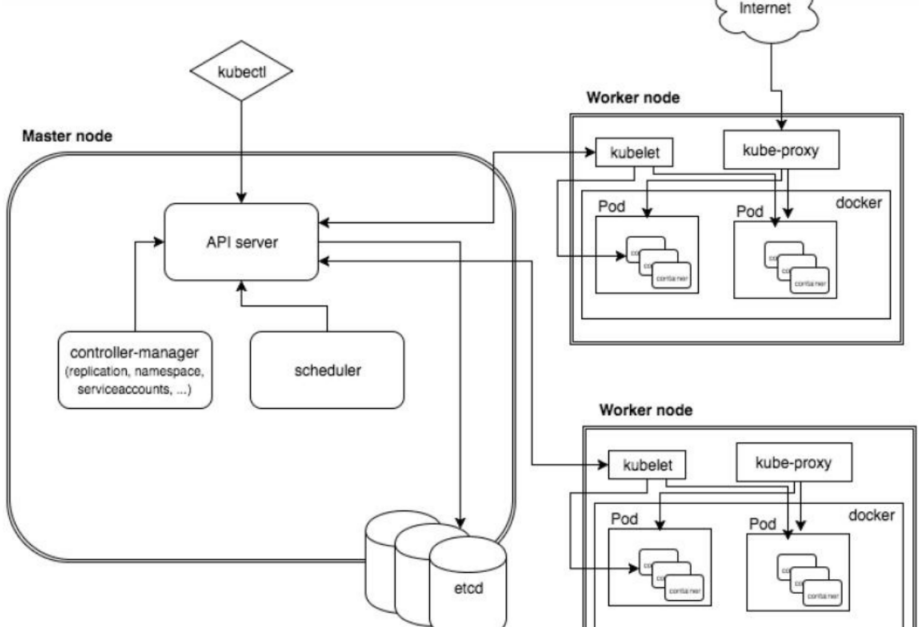 Internet
kubectl
Worker node
Master node
kubelet
kube-proxy
docker
Pod
Pod
API server
container
container
controller-manager
(replication, namespace,
serviceaccounts, ...)
scheduler
Worker node
kubelet
kube-proxy
docker
Pod
Pod
container
container
etcd